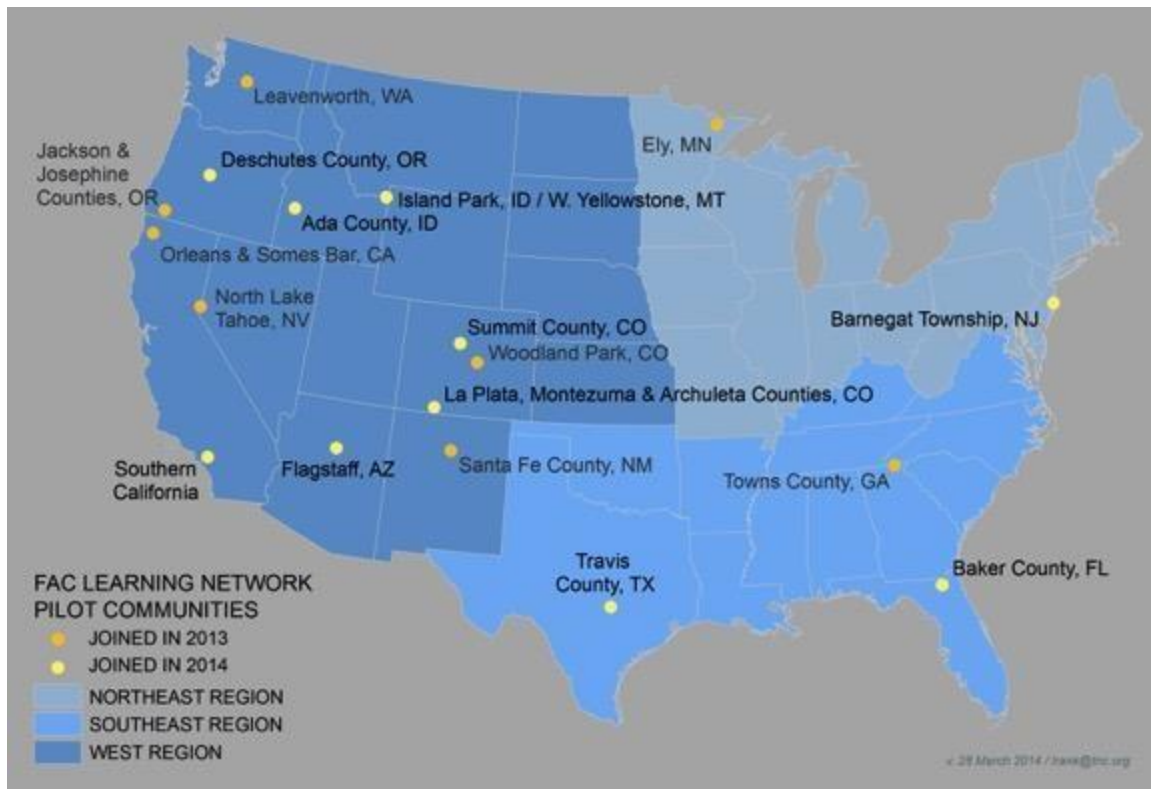 Leavenworth, WA
Ely, MN
Jackson &
Josephine
Counties, OR
Deschutes County, OR
Island Park, ID / W. Yellowstone, MT
Ada County, ID
Orleans & Somes Bar, CA
North Lake
Tahoe, NV
Summit County, CO
Barnegat Township, NJ
Woodland Park, CO
La Plata, Montezuma & Archuleta Counties, CO
Southern
California
Flagstaff, AZ
Santa Fe County, NM
Towns County, GA
Travis
County, TX
Baker County, FL
FAC LEARNING NETWORK
PILOT COMMUNITIES
JOINED IN 2013
JOINED IN 2014
NORTHEAST REGION
SOUTHEAST REGION
WEST REGION
28 March 2014 /